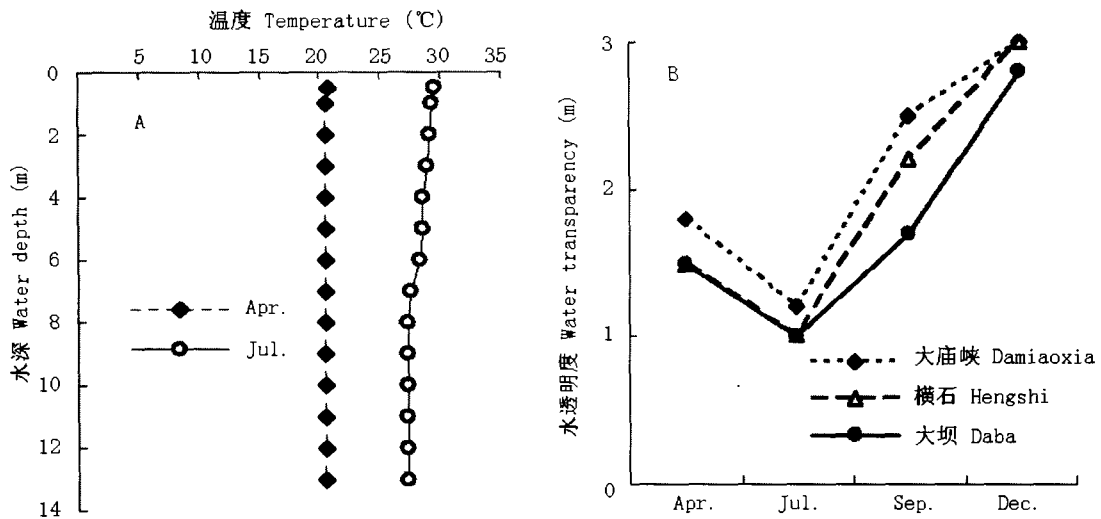 温度 Temperature (℃)
5 10 15 20 25 30 35
0
2
4
6
8
10
12
14
水深 Water depth (m)
A
Apr.
Jul.
B
3
2
1
0
水透明度 Water transparency (m)
大庙峡 Damiaoxia
横石 Hengshi
大坝 Daba
Apr. Jul. Sep. Dec.